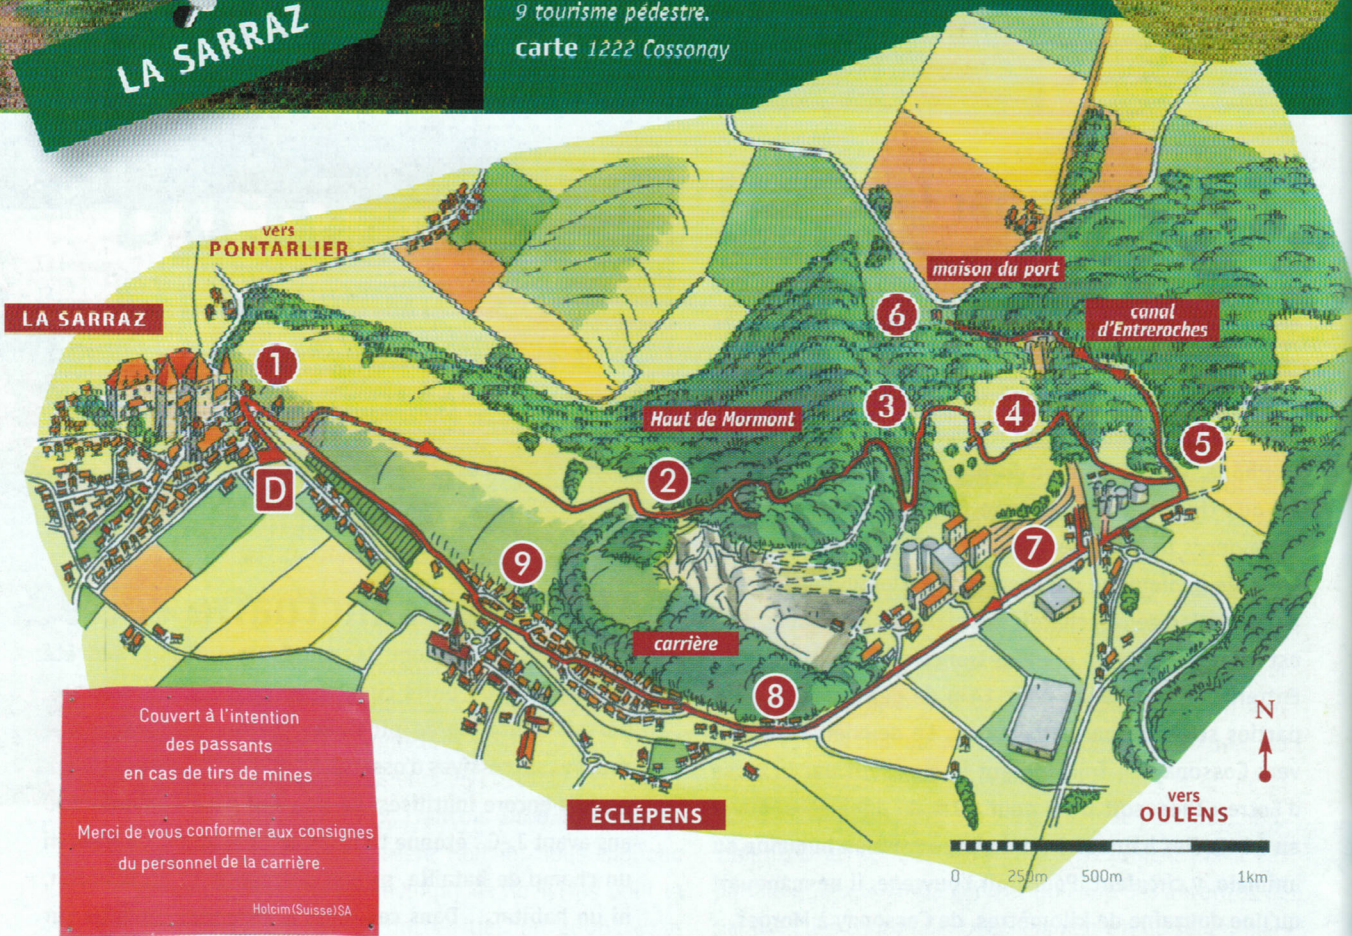 LA SARRAZ
9 tourisme pédestre.
carte 1222 Cossonay
vers
PONTARLIER
LA SARRAZ
maison du port
canal
d'Entreroches
Haut de Mormont
carrière
ÉCLÉPENS
vers
OULENS
1
2
3
4
5
6
7
8
9
D
N
0 250m 500m 1km
Couvert à l'intention
des passants
en cas de tirs de mines
Merci de vous conformer aux consignes
du personnel de la carrière.
Holcim(Suisse)SA